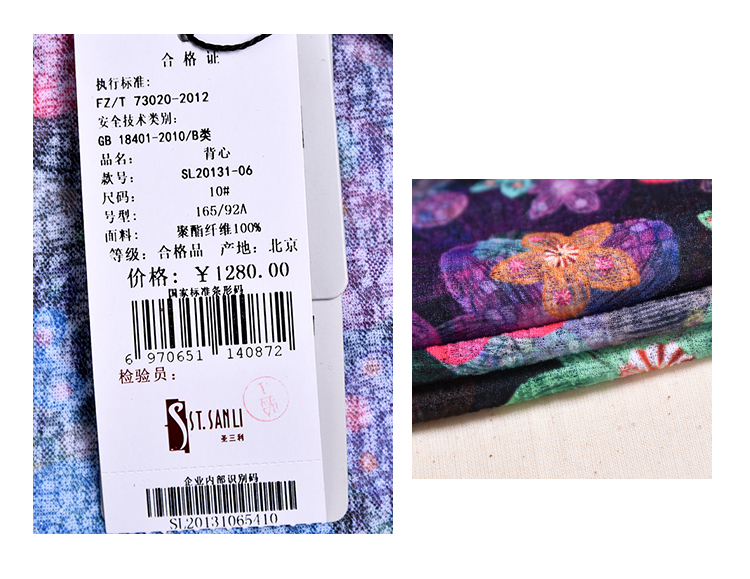 合格证
执行标准:
FZ/T 73020-2012
安全技术类别:
GB 18401-2010/B类
品名: 背心
款号: SL20131-06
尺码: 10#
号型: 165/92A
面料: 聚酯纤维100%
等级: 合格品 产地: 北京
价格: ¥1280.00
国家标准条形码
6 970651 140872
检验员:
ST.SANLI
亚三利
企业内部识别码
SL20131065410